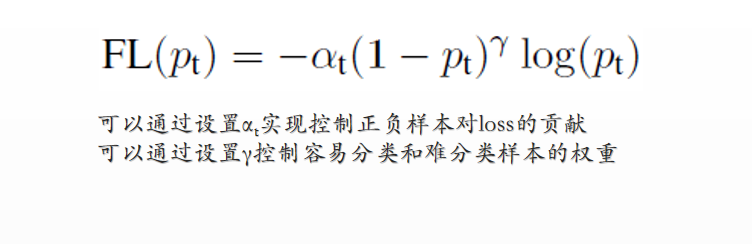 FL(pₜ) = −αₜ(1 − pₜ)^γ log(pₜ)
可以通过设置αₜ实现控制正负样本对loss的贡献
可以通过设置γ控制容易分类和难分类样本的权重